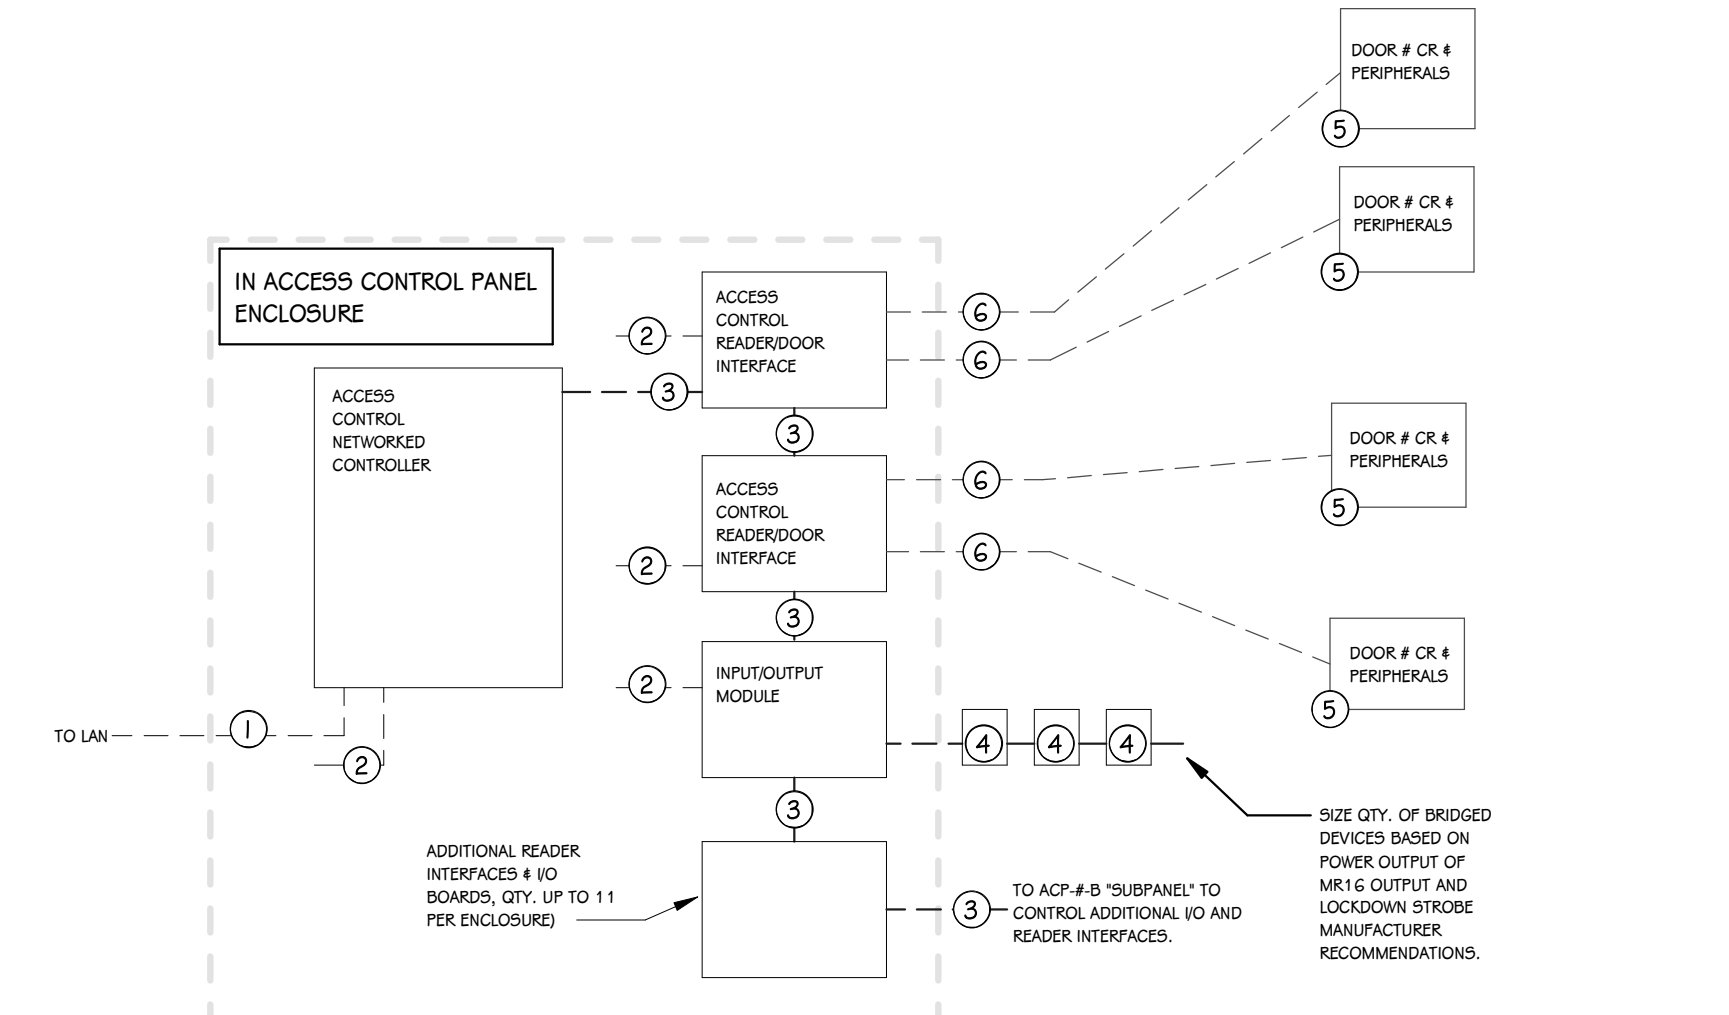 DOOR # CR &
PERIPHERALS
5
DOOR # CR &
PERIPHERALS
5
IN ACCESS CONTROL PANEL
ENCLOSURE
ACCESS
CONTROL
READER/DOOR
INTERFACE
2
3
6
6
ACCESS
CONTROL
NETWORKED
CONTROLLER
3
ACCESS
CONTROL
READER/DOOR
INTERFACE
2
6
6
DOOR # CR &
PERIPHERALS
5
3
INPUT/OUTPUT
MODULE
2
DOOR # CR &
PERIPHERALS
5
TO LAN
1
2
4 4 4
3
SIZE QTY. OF BRIDGED
DEVICES BASED ON
POWER OUTPUT OF
MR16 OUTPUT AND
LOCKDOWN STROBE
MANUFACTURER
RECOMMENDATIONS.
ADDITIONAL READER
INTERFACES & I/O
BOARDS, QTY. UP TO 11
PER ENCLOSURE)
3
TO ACP-#-B "SUBPANEL" TO
CONTROL ADDITIONAL I/O AND
READER INTERFACES.